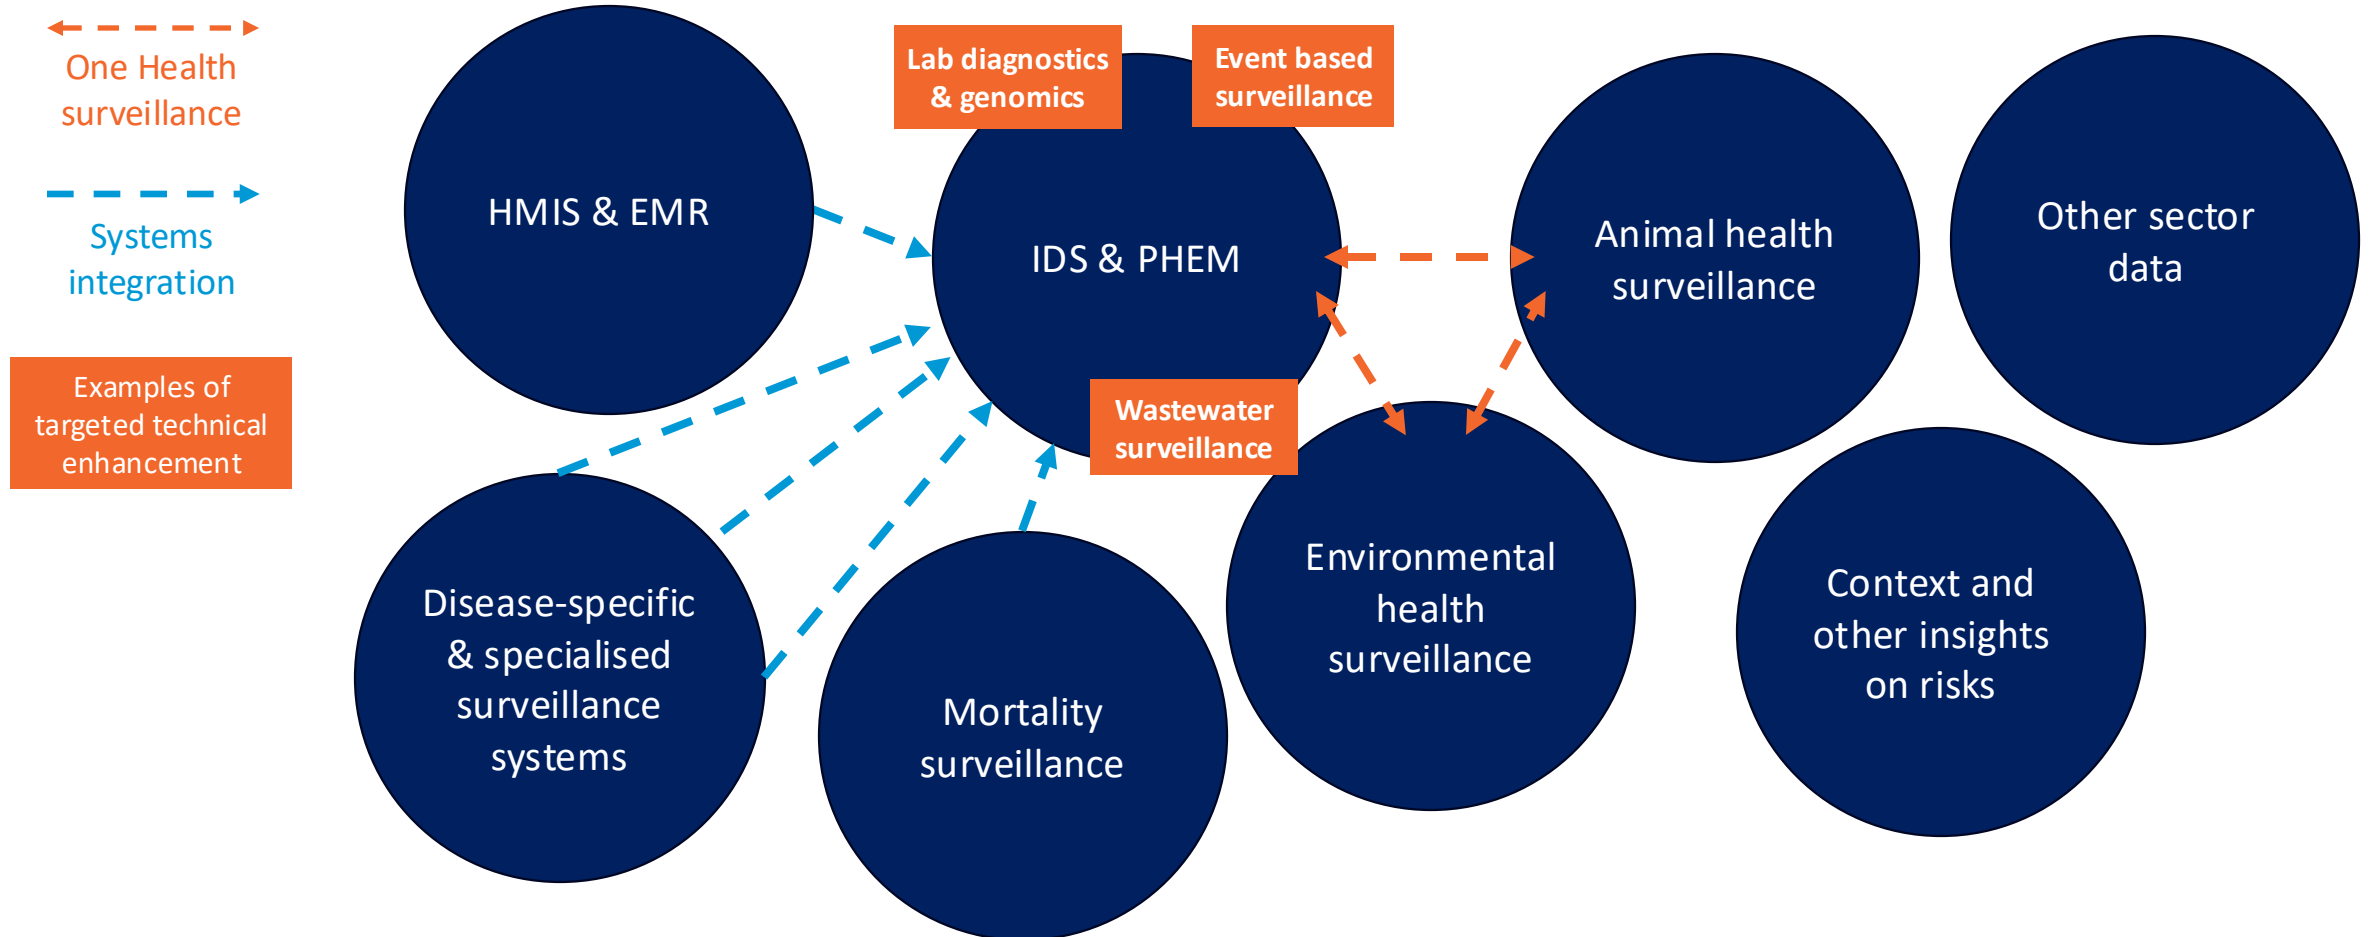 One Health
surveillance
Systems
integration
Examples of
targeted technical
enhancement
HMIS & EMR
Lab diagnostics
& genomics
Event based
surveillance
IDS & PHEM
Wastewater
surveillance
Animal health
surveillance
Other sector
data
Disease-specific
& specialised
surveillance
systems
Mortality
surveillance
Environmental
health
surveillance
Context and
other insights
on risks